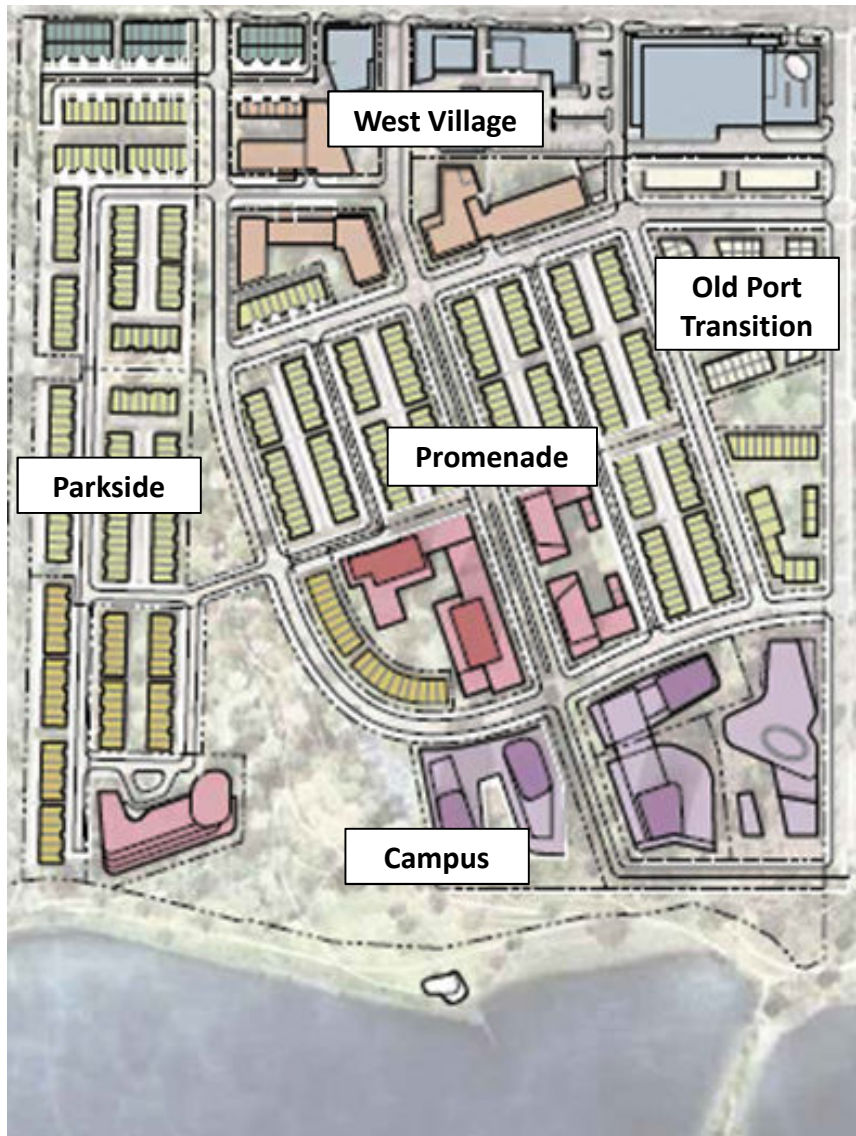 West Village
Old Port
Transition
Promenade
Parkside
Campus